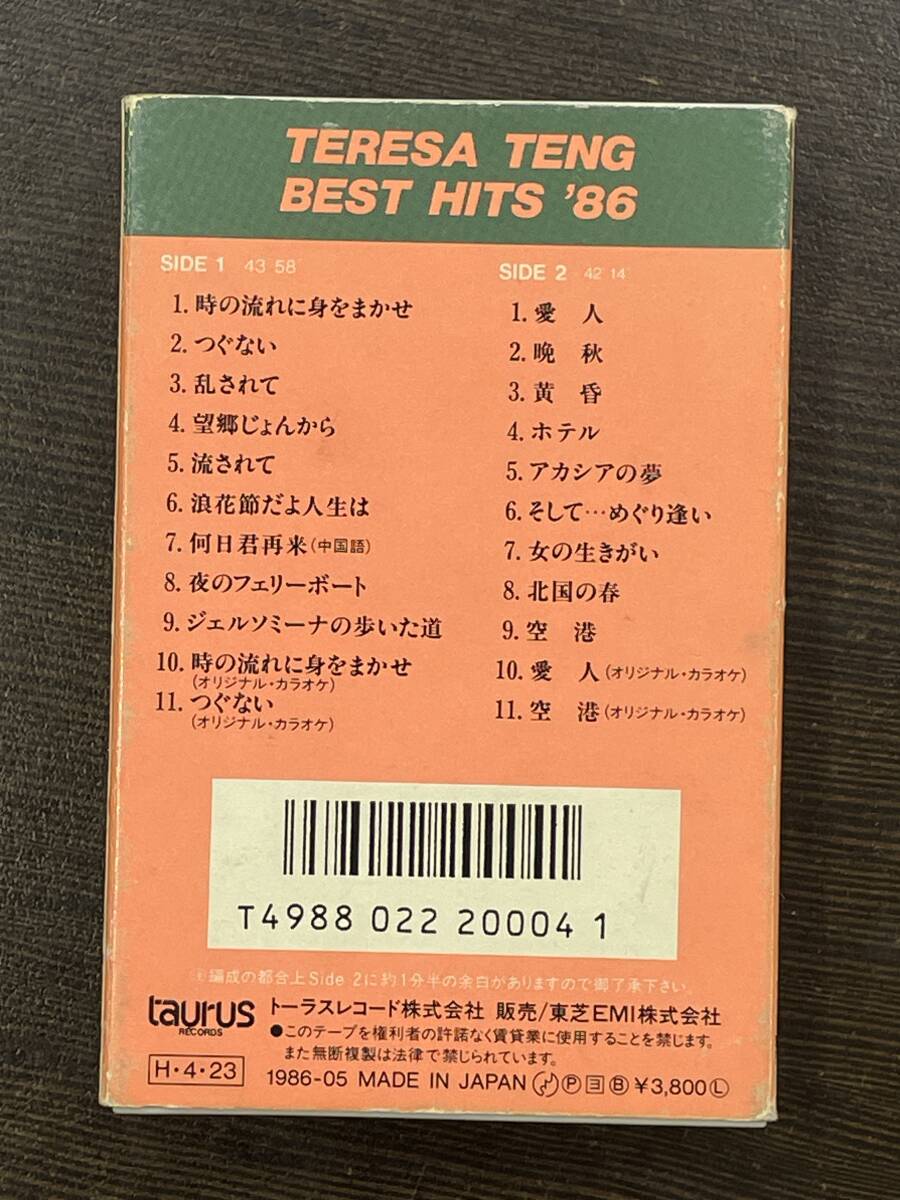 TERESA TENG
BEST HITS '86
SIDE 1 43'58"
1. 時の流れに身をまかせ
2. つぐない
3. 乱されて
4. 望郷じょんから
5. 流されて
6. 浪花節だよ人生は
7. 何日君再来(中国語)
8. 夜のフェリーボート
9. ジェルソミーナの歩いた道
10. 時の流れに身をまかせ
(オリジナル・カラオケ)
11. つぐない
(オリジナル・カラオケ)
SIDE 2 42'14"
1. 愛 人
2. 晩 秋
3. 黄 昏
4. ホテル
5. アカシアの夢
6. そして…めぐり逢い
7. 女の生きがい
8. 北国の春
9. 空 港
10. 愛 人(オリジナル・カラオケ)
11. 空 港(オリジナル・カラオケ)
T4988 022 20004 1
編成の都合上Side 2に約1分半の余白がありますので御了承下さい。
taurus
RECORDS
トーラスレコード株式会社 販売/東芝EMI株式会社
●このテープを権利者の許諾なく賃貸業に使用することを禁じます。
また無断複製は法律で禁じられています。
H・4・23
1986-05 MADE IN JAPAN Ⓟ ヨ Ⓑ ¥3,800Ⓛ